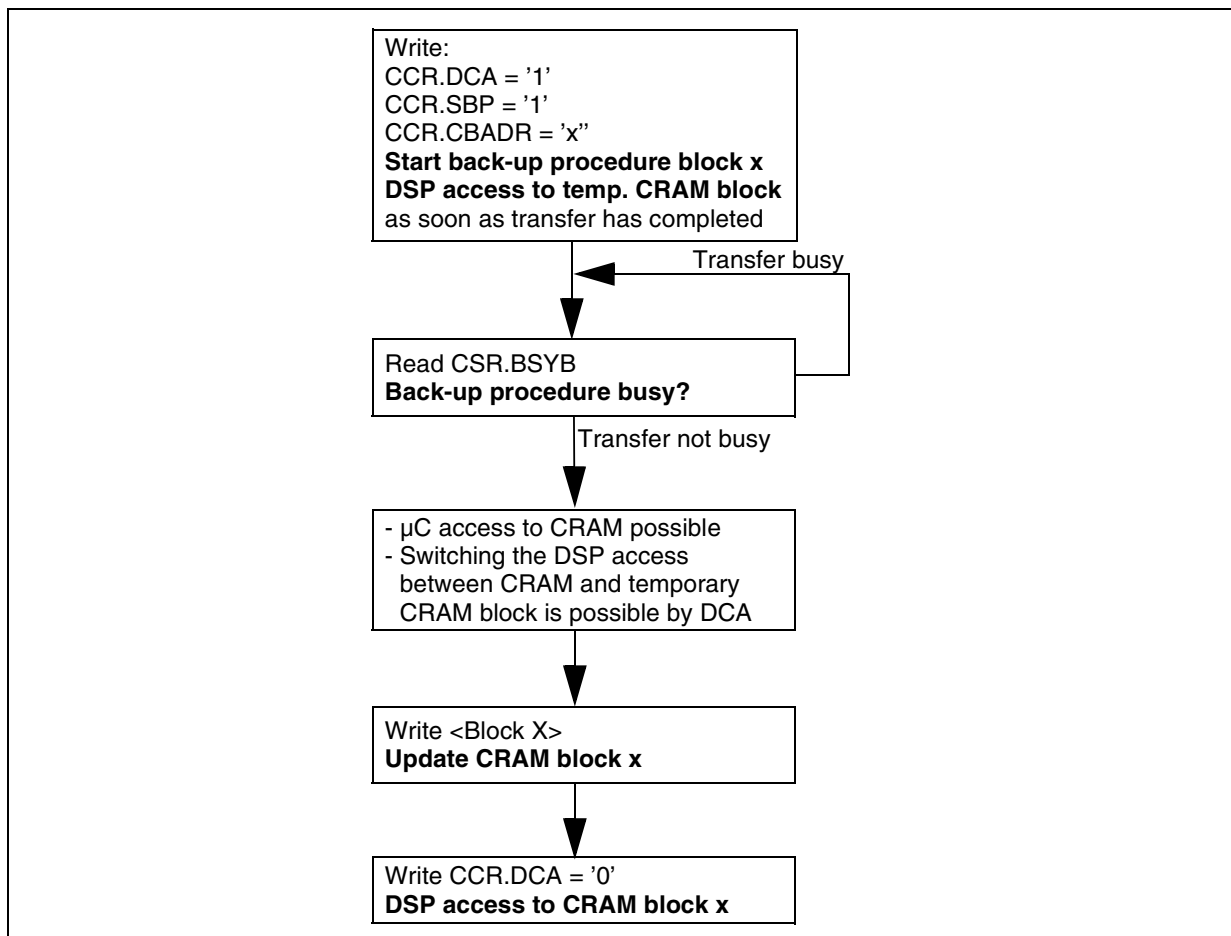 Write:
CCR.DCA = ’1’
CCR.SBP = ’1’
CCR.CBADR = ’x’’
Start back-up procedure block x
DSP access to temp. CRAM block
as soon as transfer has completed
Transfer busy
Read CSR.BSYB
Back-up procedure busy?
Transfer not busy
- µC access to CRAM possible
- Switching the DSP access
between CRAM and temporary
CRAM block is possible by DCA
Write <Block X>
Update CRAM block x
Write CCR.DCA = ’0’
DSP access to CRAM block x